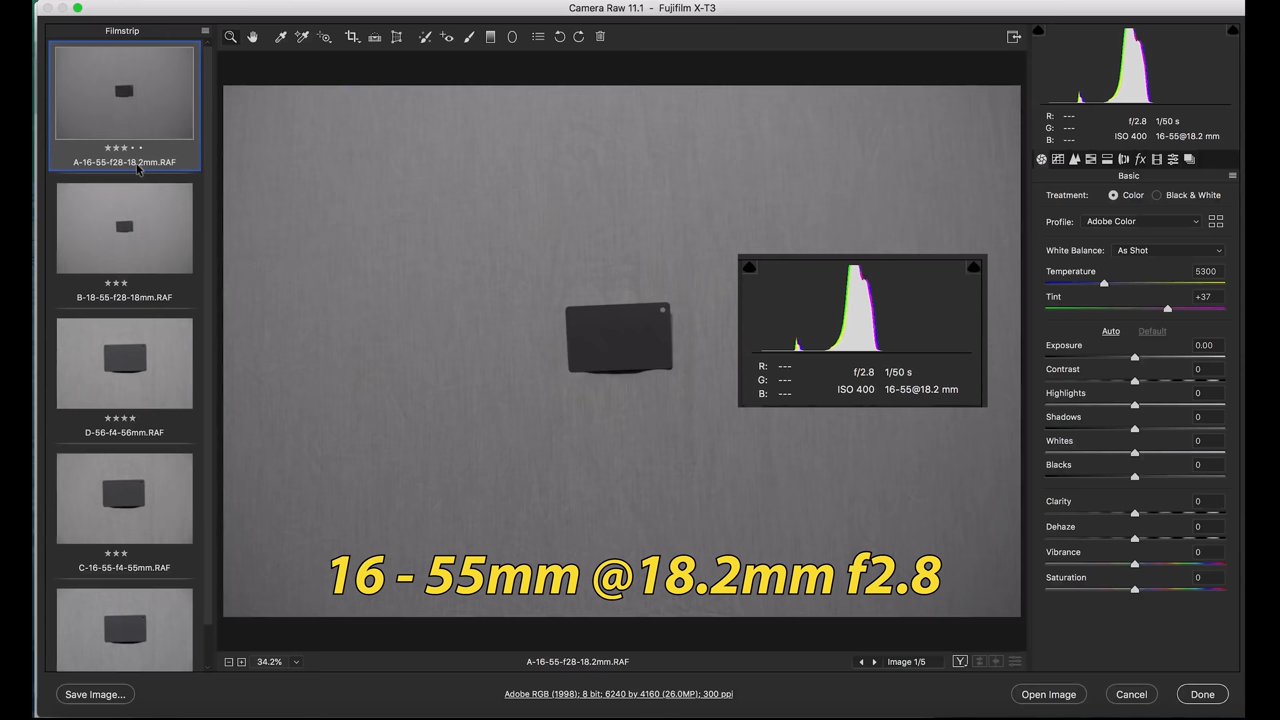 Camera Raw 11.1 - Fujifilm X-T3
Filmstrip
A-16-55-f28-18.2mm.RAF
B-18-55-f28-18mm.RAF
D-56-f4-56mm.RAF
C-16-55-f4-55mm.RAF
R: ---
G: ---
B: ---
f/2.8 1/50 s
ISO 400 16-55@18.2 mm
16 - 55mm @18.2mm f2.8
34.2%
A-16-55-f28-18.2mm.RAF
Image 1/5
Y
R: ---
G: ---
B: ---
f/2.8 1/50 s
ISO 400 16-55@18.2 mm
fx
Basic
Treatment: Color Black & White
Profile: Adobe Color
White Balance: As Shot
Temperature 5300
Tint +37
Auto Default
Exposure 0.00
Contrast 0
Highlights 0
Shadows 0
Whites 0
Blacks 0
Clarity 0
Dehaze 0
Vibrance 0
Saturation 0
Save Image...
Adobe RGB (1998); 8 bit; 6240 by 4160 (26.0MP); 300 ppi
Open Image
Cancel
Done